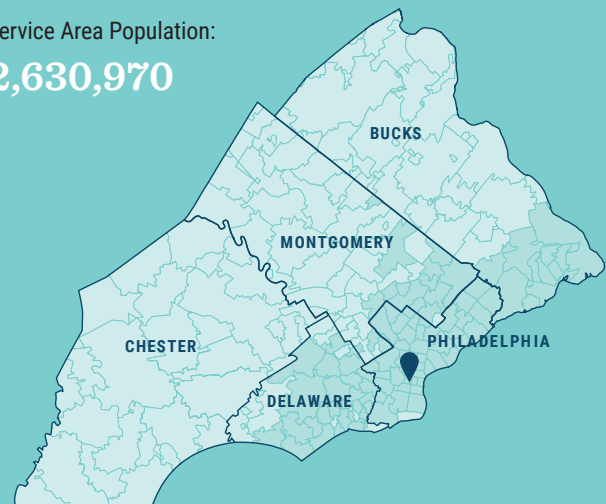 ervice Area Population:
2,630,970
BUCKS
MONTGOMERY
CHESTER
PHILADELPHIA
DELAWARE